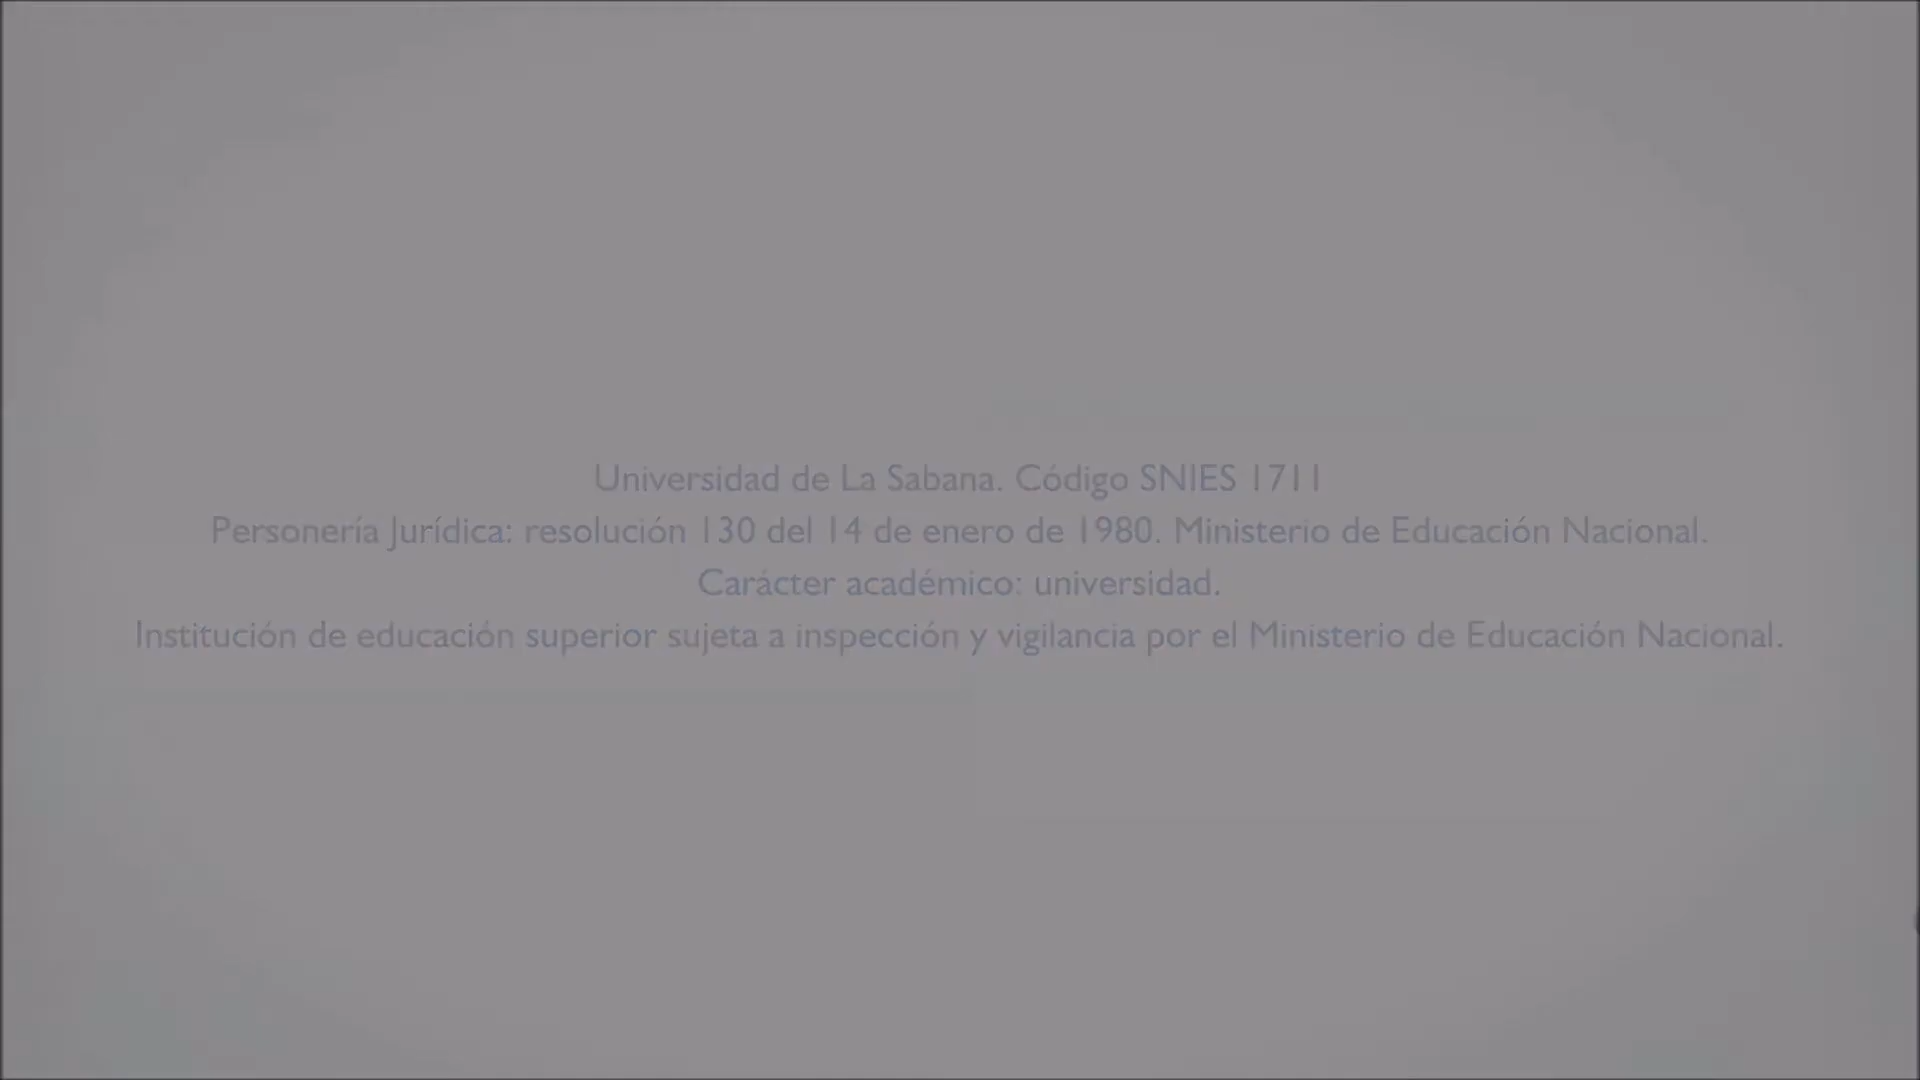 Universidad de La Sabana. Código SNIES 1711
Personería Jurídica: resolución 130 del 14 de enero de 1980. Ministerio de Educación Nacional.
Carácter académico: universidad.
Institución de educación superior sujeta a inspección y vigilancia por el Ministerio de Educación Nacional.